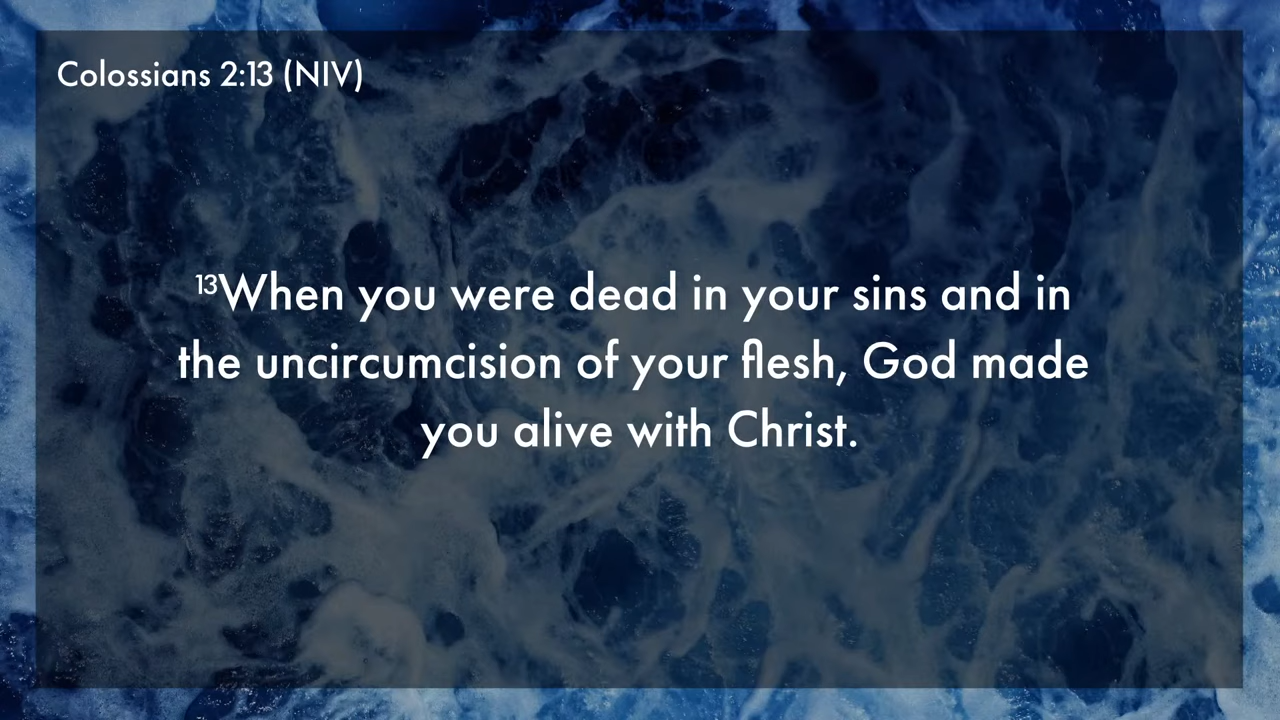 Colossians 2:13 (NIV)
¹³When you were dead in your sins and in
the uncircumcision of your flesh, God made
you alive with Christ.